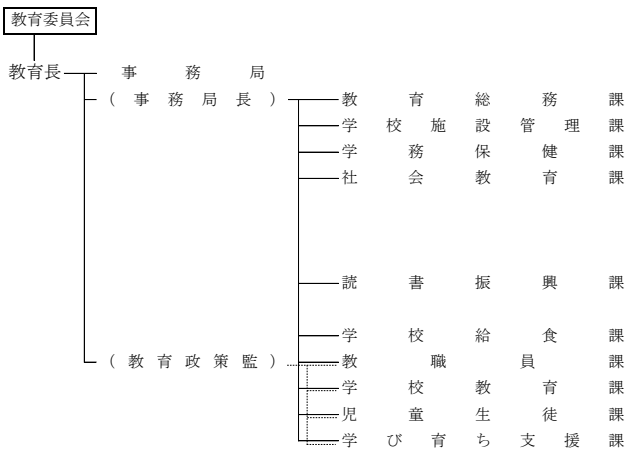 教育委員会
教育長 事務局
(事務局長) 教育総務課
学校施設管理課
学務保健課
社会教育課
読書振興課
学校給食課
(教育政策監) 教職員課
学校教育課
児童生徒課
学び育ち支援課